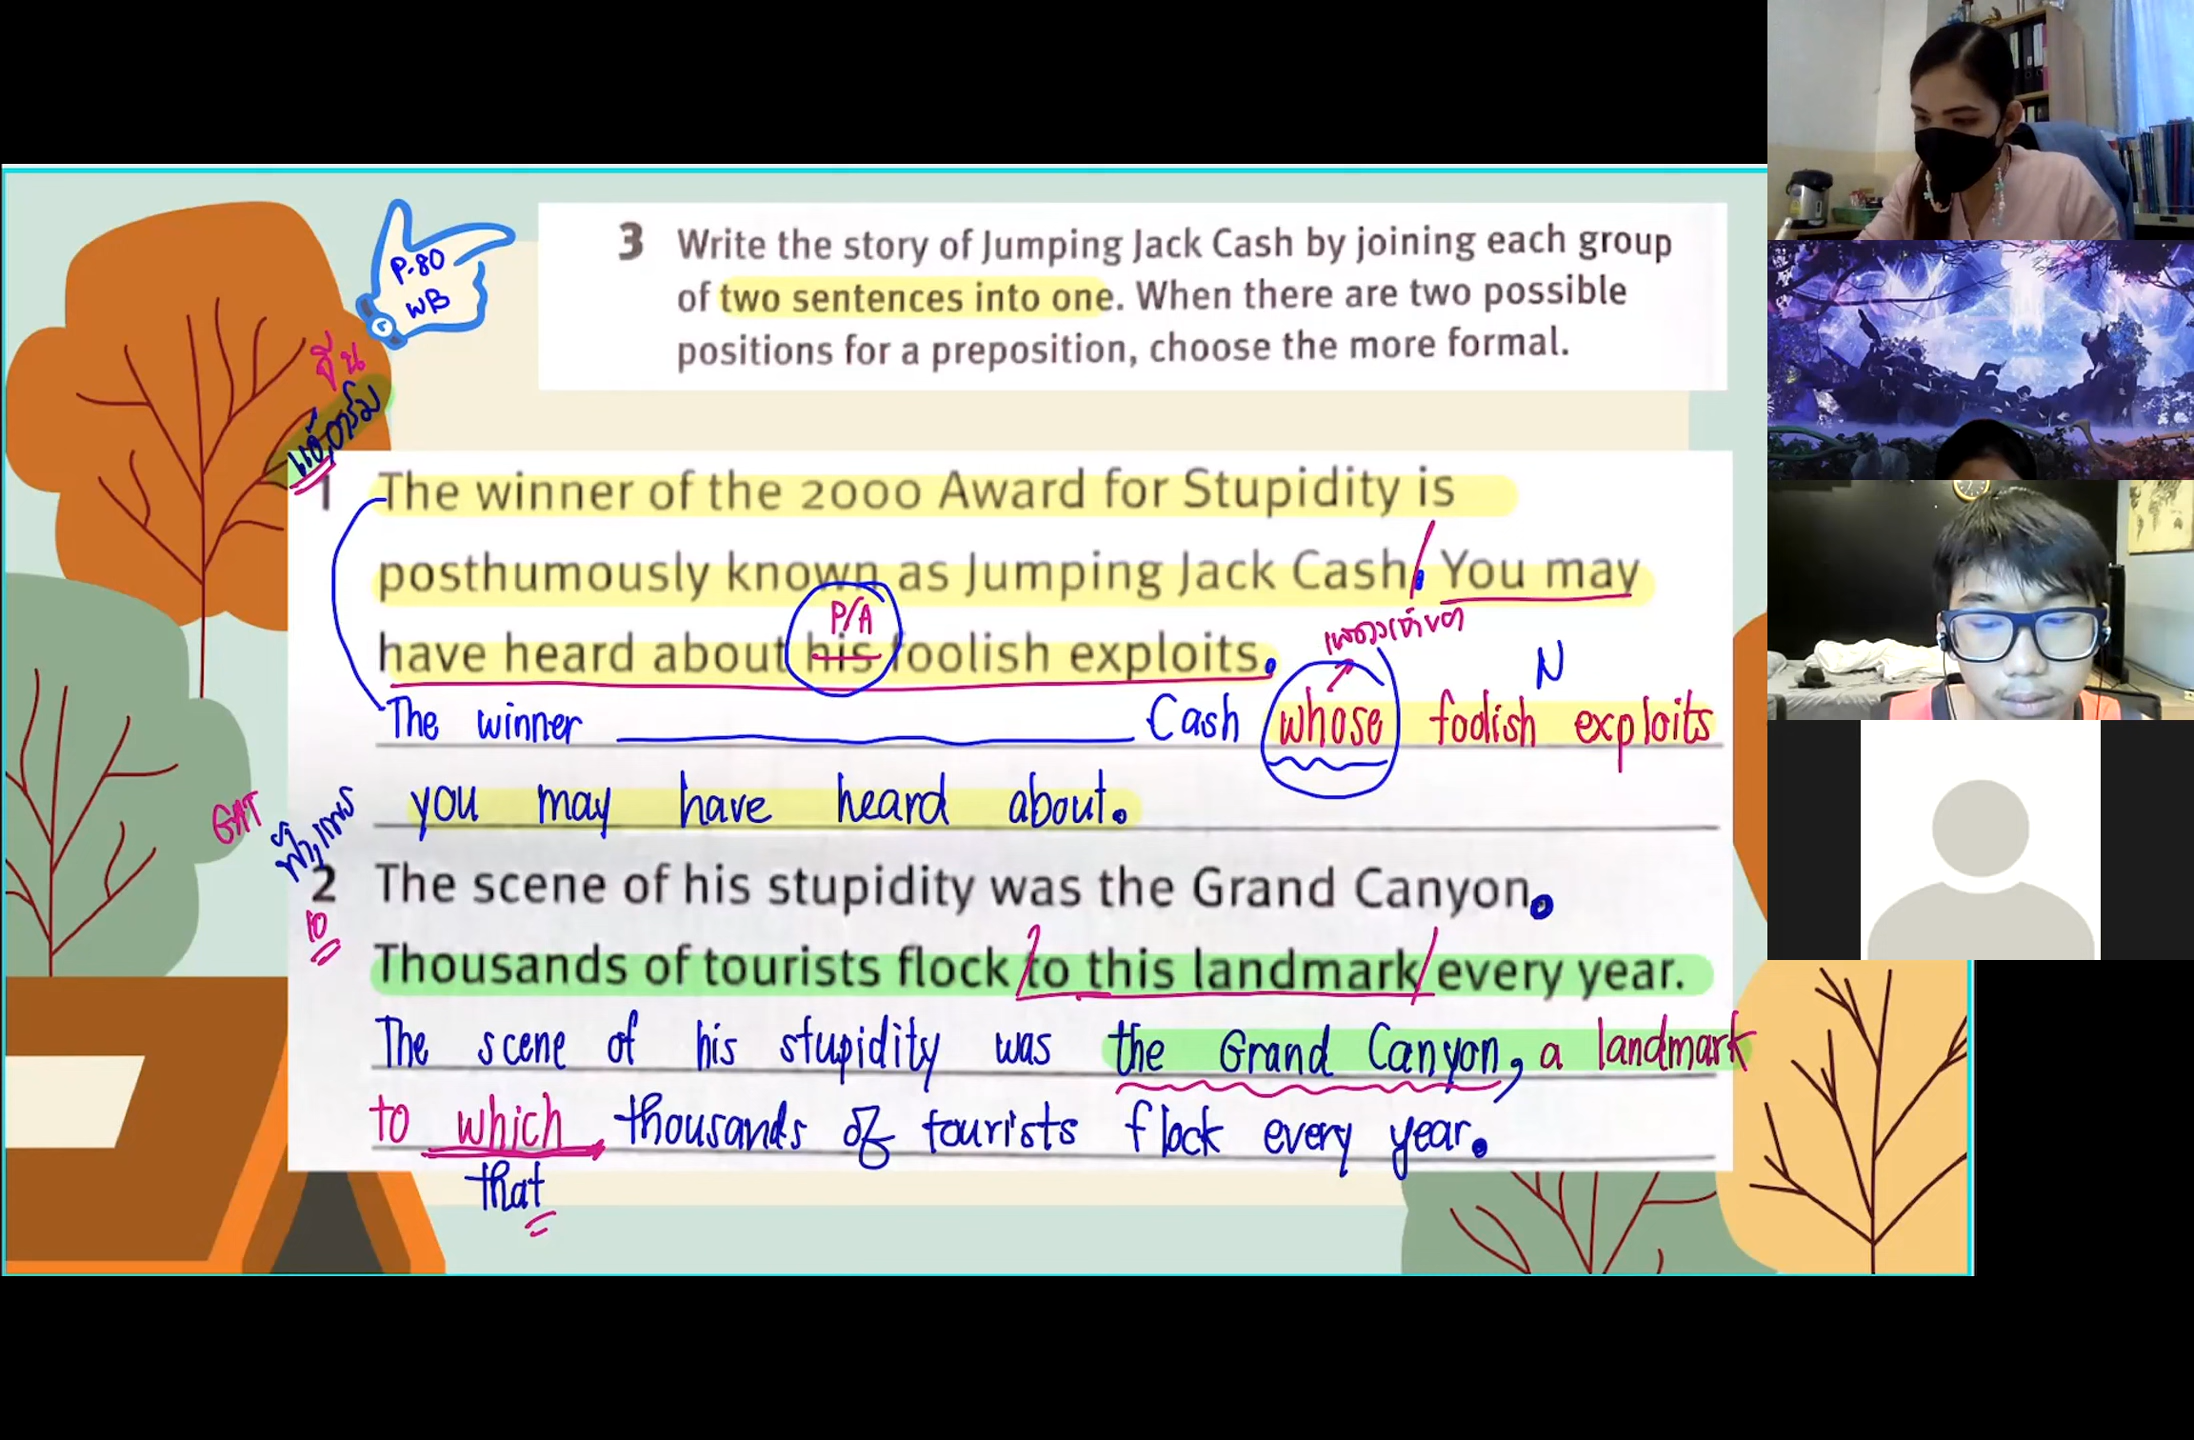 P.80
WB
3 Write the story of Jumping Jack Cash by joining each group
of two sentences into one. When there are two possible
positions for a preposition, choose the more formal.
จีน
1 The winner of the 2000 Award for Stupidity is
posthumously known as Jumping Jack Cash. You may
P/A
have heard about his foolish exploits.
N
The winner Cash whose foolish exploits
GAT
you may have heard about.
2 The scene of his stupidity was the Grand Canyon.
10
Thousands of tourists flock to this landmark every year.
The scene of his stupidity was the Grand Canyon, a landmark
to which thousands of tourists flock every year.
that